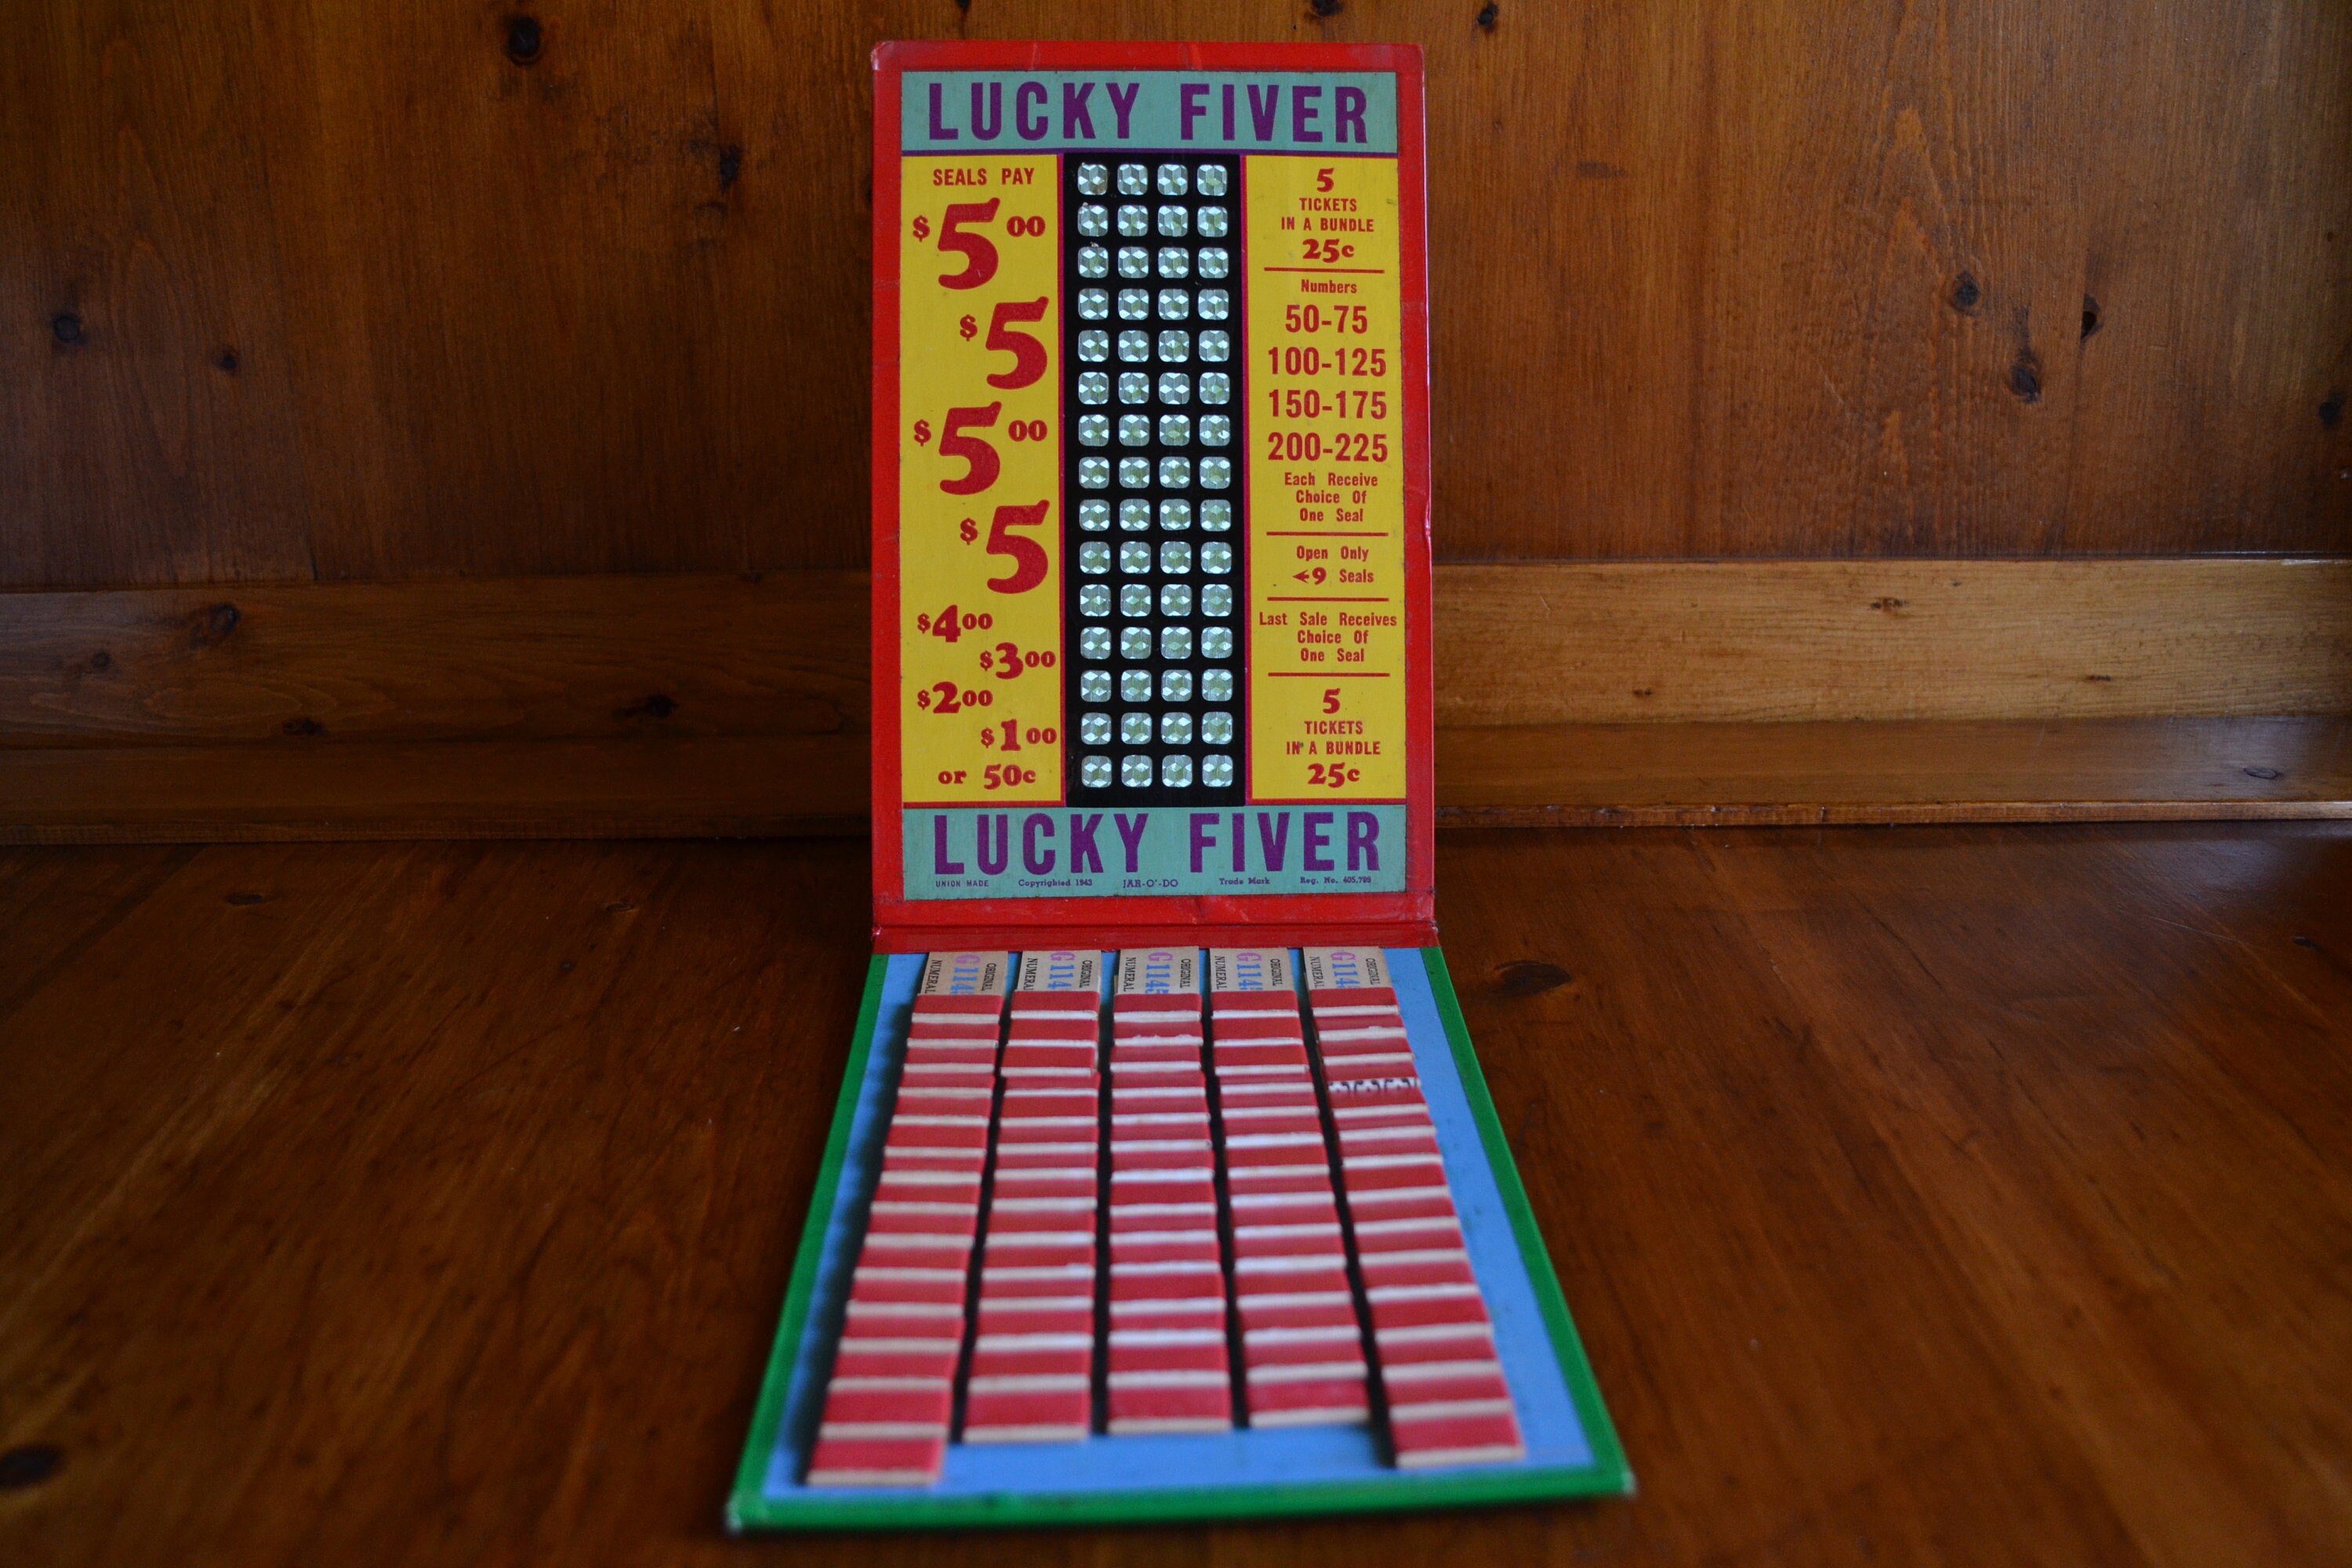 LUCKY FIVER
SEALS PAY
$5.00
$5
$5.00
$5
$4.00
$3.00
$2.00
$1.00
or 50c
5
TICKETS
IN A BUNDLE
25c
Numbers
50-75
100-125
150-175
200-225
Each Receive
Choice Of
One Seal
Open Only
9 Seals
Last Sale Receives
Choice Of
One Seal
5
TICKETS
IN A BUNDLE
25c
LUCKY FIVER
UNION MADE Copyrighted 1943 JAR-O'-DO Trade Mark Reg. No.
ORIGINAL
NUMERAL
ORIGINAL
NUMERAL
ORIGINAL
NUMERAL
ORIGINAL
NUMERAL
ORIGINAL
NUMERAL